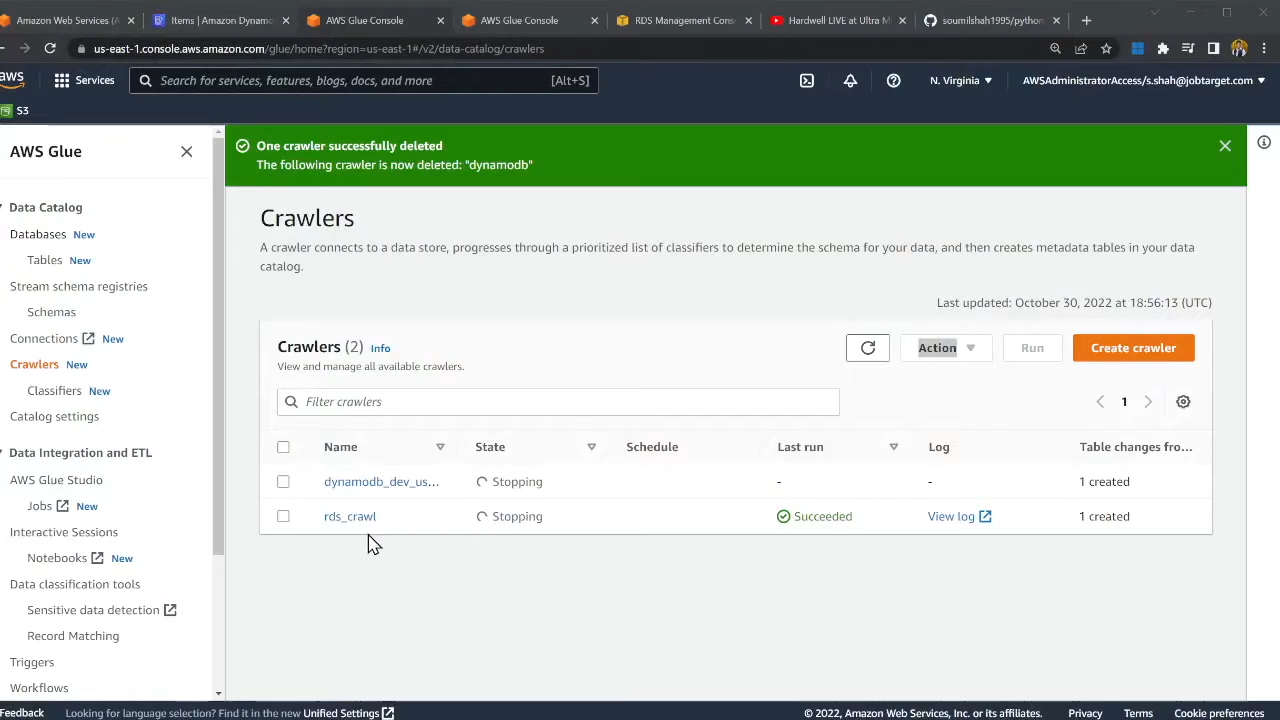 Amazon Web Services (A
Items | Amazon Dynamo
AWS Glue Console
AWS Glue Console
RDS Management Cons
Hardwell LIVE at Ultra M
soumilshah1995/python
us-east-1.console.aws.amazon.com/glue/home?region=us-east-1#/v2/data-catalog/crawlers
aws
Services
Search for services, features, blogs, docs, and more
[Alt+S]
N. Virginia
AWSAdministratorAccess/s.shah@jobtarget.com
S3
AWS Glue
Data Catalog
Databases New
Tables New
Stream schema registries
Schemas
Connections New
Crawlers New
Classifiers New
Catalog settings
Data Integration and ETL
AWS Glue Studio
Jobs New
Interactive Sessions
Notebooks New
Data classification tools
Sensitive data detection
Record Matching
Triggers
Workflows
One crawler successfully deleted
The following crawler is now deleted: "dynamodb"
Crawlers
A crawler connects to a data store, progresses through a prioritized list of classifiers to determine the schema for your data, and then creates metadata tables in your data
catalog.
Last updated: October 30, 2022 at 18:56:13 (UTC)
Crawlers (2) Info
View and manage all available crawlers.
Action
Run
Create crawler
Filter crawlers
1
Name State Schedule Last run Log Table changes fro...
dynamodb_dev_us... Stopping - - 1 created
rds_crawl Stopping Succeeded View log 1 created
Feedback
Looking for language selection? Find it in the new Unified Settings
© 2022, Amazon Web Services, Inc. or its affiliates.
Privacy
Terms
Cookie preferences